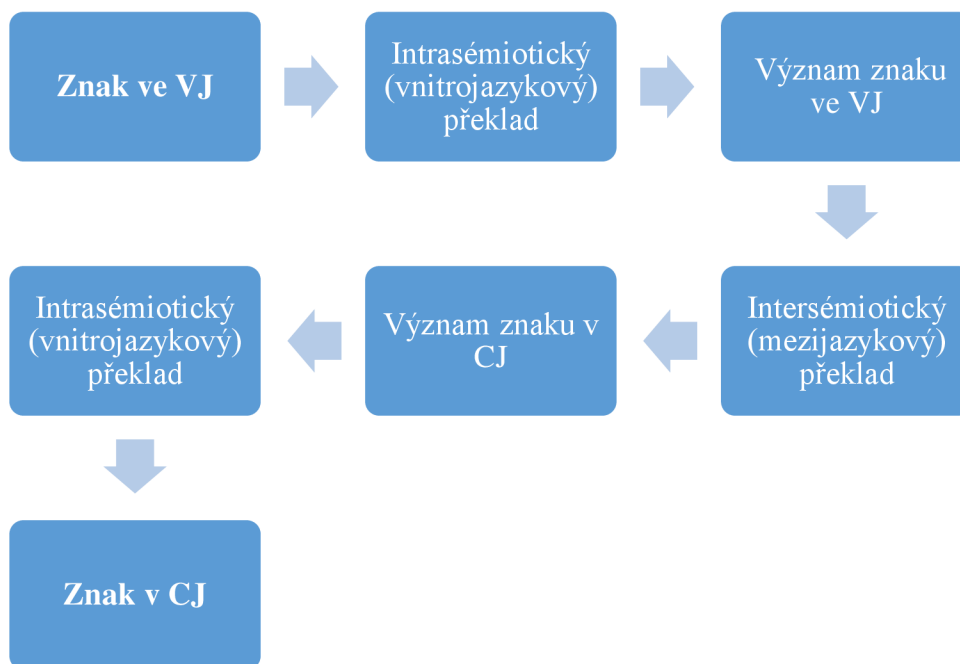 Znak ve VJ
Intrasémiotický
(vnitrojazykový)
překlad
Význam znaku
ve VJ
Intersémiotický
(mezijazykový)
překlad
Význam znaku v
CJ
Intrasémiotický
(vnitrojazykový)
překlad
Znak v CJ